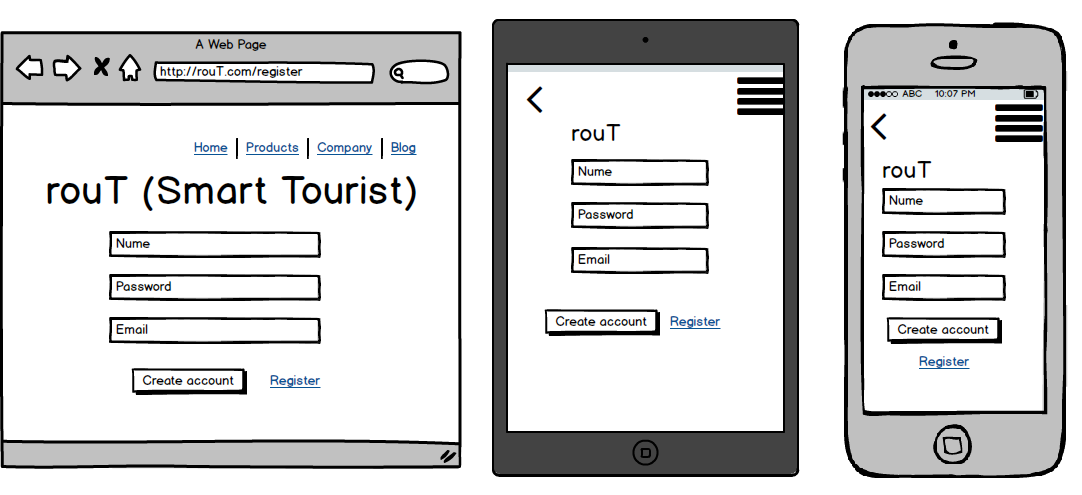 A Web Page
http://rouT.com/register
Home Products Company Blog
rouT (Smart Tourist)
Nume
Password
Email
Create account Register
rouT
Nume
Password
Email
Create account Register
ABC 10:07 PM
rouT
Nume
Password
Email
Create account
Register